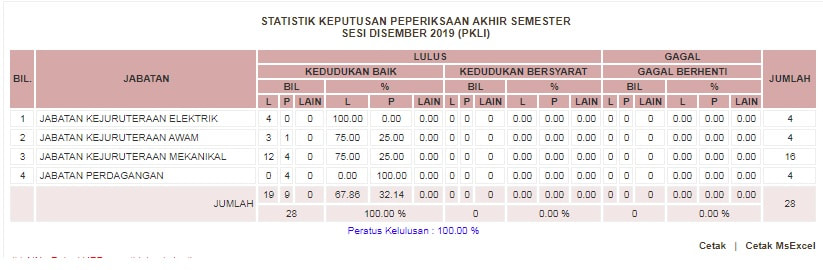 STATISTIK KEPUTUSAN PEPERIKSAAN AKHIR SEMESTER
SESI DISEMBER 2019 (PKLI)
BIL. JABATAN LULUS GAGAL JUMLAH
KEDUDUKAN BAIK KEDUDUKAN BERSYARAT GAGAL BERHENTI
BIL % BIL % BIL %
L P LAIN L P LAIN L P LAIN L P LAIN L P LAIN L P LAIN
1 JABATAN KEJURUTERAAN ELEKTRIK 4 0 0 100.00 0.00 0.00 0 0 0 0.00 0.00 0.00 0 0 0 0.00 0.00 0.00 4
2 JABATAN KEJURUTERAAN AWAM 3 1 0 75.00 25.00 0.00 0 0 0 0.00 0.00 0.00 0 0 0 0.00 0.00 0.00 4
3 JABATAN KEJURUTERAAN MEKANIKAL 12 4 0 75.00 25.00 0.00 0 0 0 0.00 0.00 0.00 0 0 0 0.00 0.00 0.00 16
4 JABATAN PERDAGANGAN 0 4 0 0.00 100.00 0.00 0 0 0 0.00 0.00 0.00 0 0 0 0.00 0.00 0.00 4
JUMLAH 19 9 0 67.86 32.14 0.00 0 0 0 0.00 0.00 0.00 0 0 0 0.00 0.00 0.00 28
28 100.00 % 0 0.00 % 0 0.00 %
Peratus Kelulusan : 100.00 %
Cetak | Cetak MsExcel